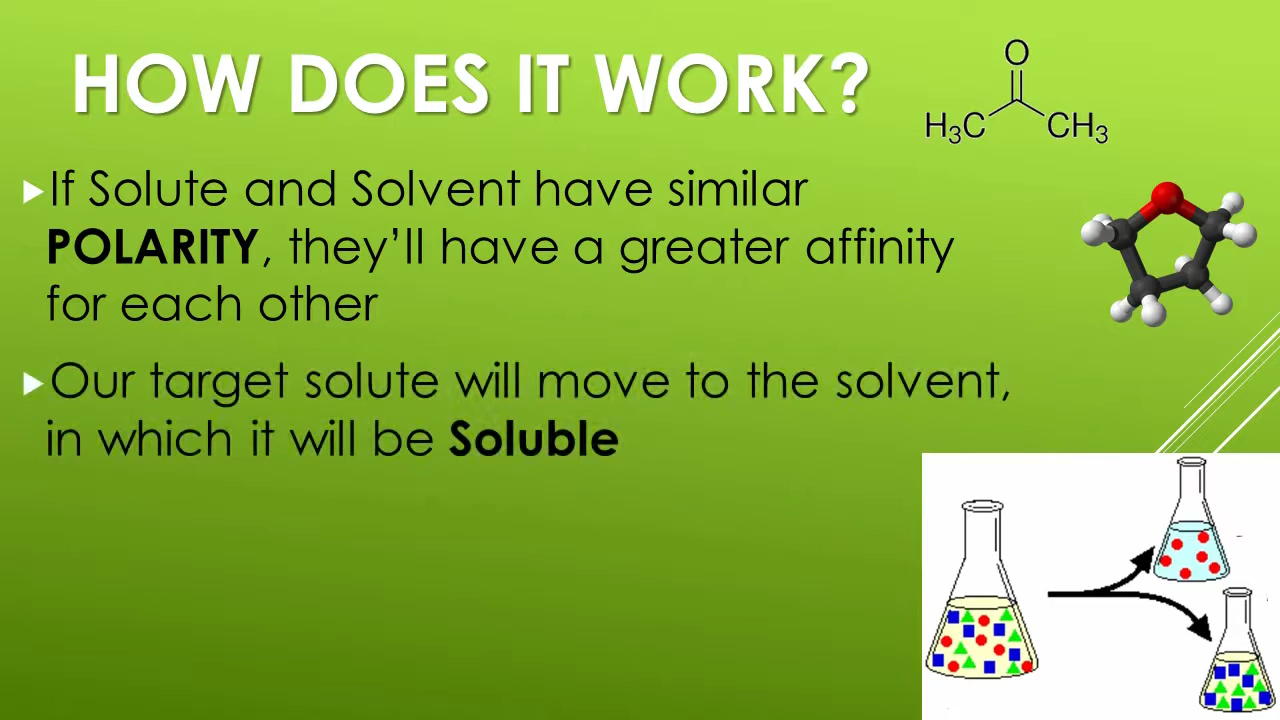 HOW DOES IT WORK?
O
H₃C CH₃
If Solute and Solvent have similar
POLARITY, they’ll have a greater affinity
for each other
Our target solute will move to the solvent,
in which it will be Soluble